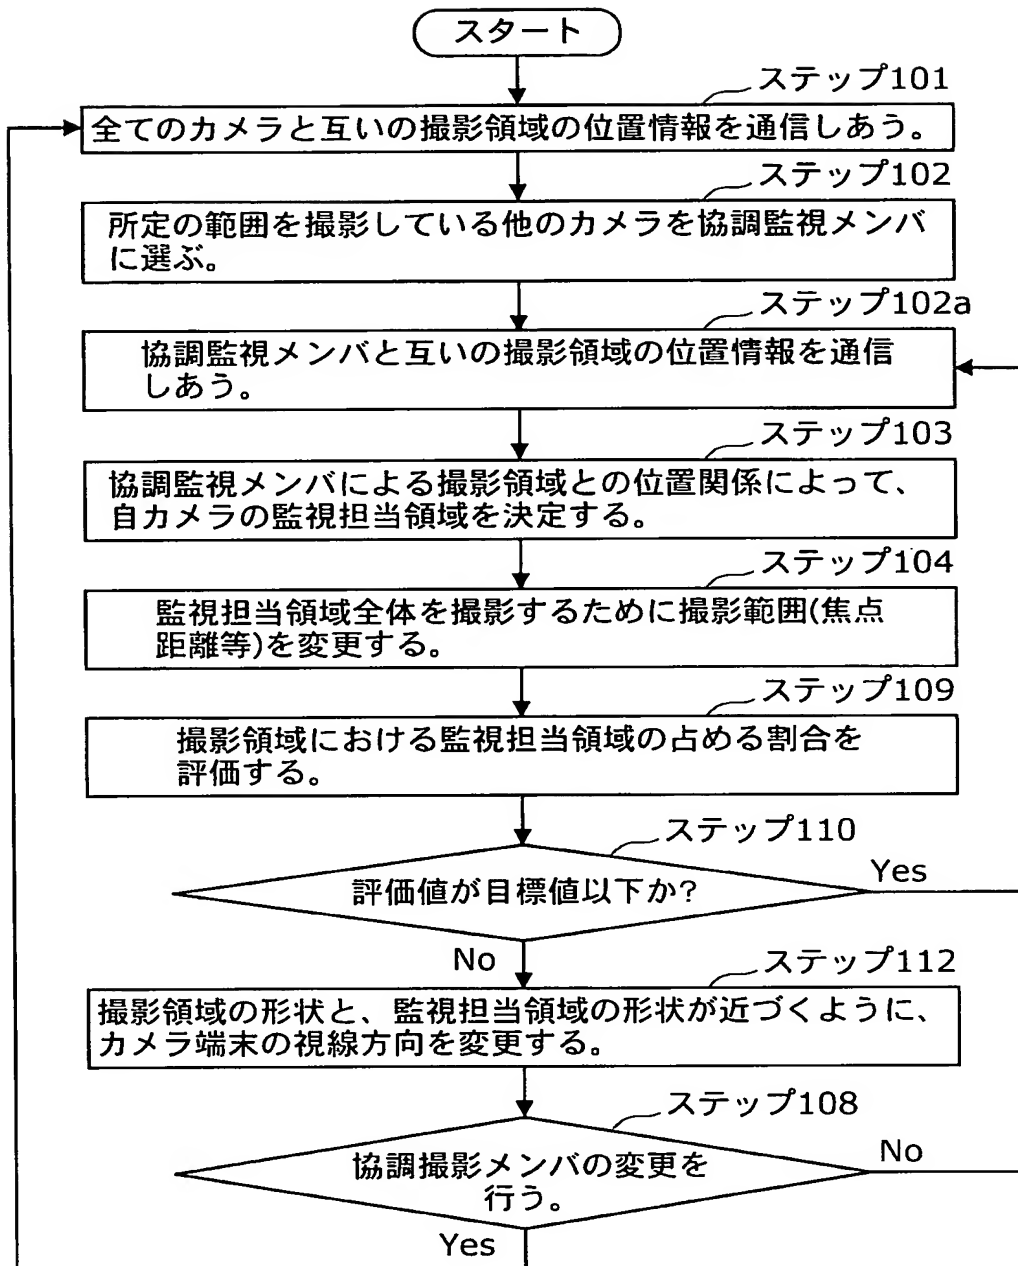 スタート
ステップ101
全てのカメラと互いの撮影領域の位置情報を通信しあう。
ステップ102
所定の範囲を撮影している他のカメラを協調監視メンバ
に選ぶ。
ステップ102a
協調監視メンバと互いの撮影領域の位置情報を通信
しあう。
ステップ103
協調監視メンバによる撮影領域との位置関係によって、
自カメラの監視担当領域を決定する。
ステップ104
監視担当領域全体を撮影するために撮影範囲(焦点
距離等)を変更する。
ステップ109
撮影領域における監視担当領域の占める割合を
評価する。
ステップ110
評価値が目標値以下か?
Yes
No
ステップ112
撮影領域の形状と、監視担当領域の形状が近づくように、
カメラ端末の視線方向を変更する。
ステップ108
協調撮影メンバの変更を
行う。
No
Yes